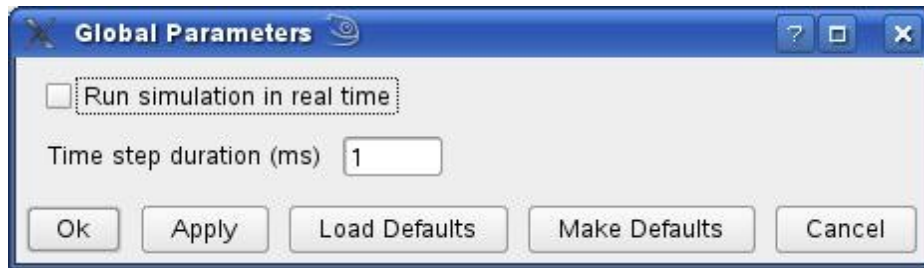 Global Parameters
Run simulation in real time
Time step duration (ms) 1
Ok Apply Load Defaults Make Defaults Cancel